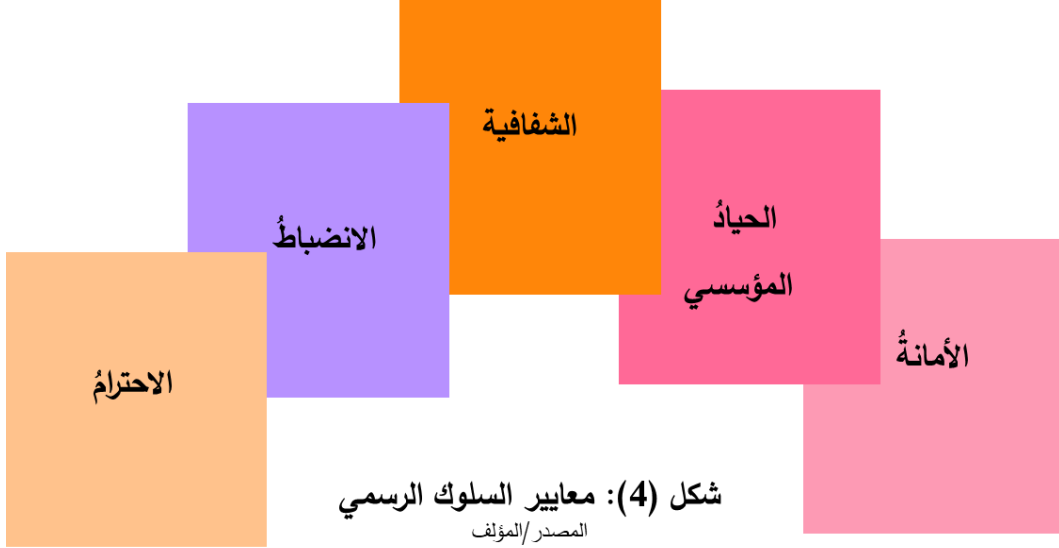 الشفافية
الحيادُ
المؤسسي
الانضباطُ
الأمانةُ
الاحترامُ
شكل (4): معايير السلوك الرسمي
المصدر/المؤلف